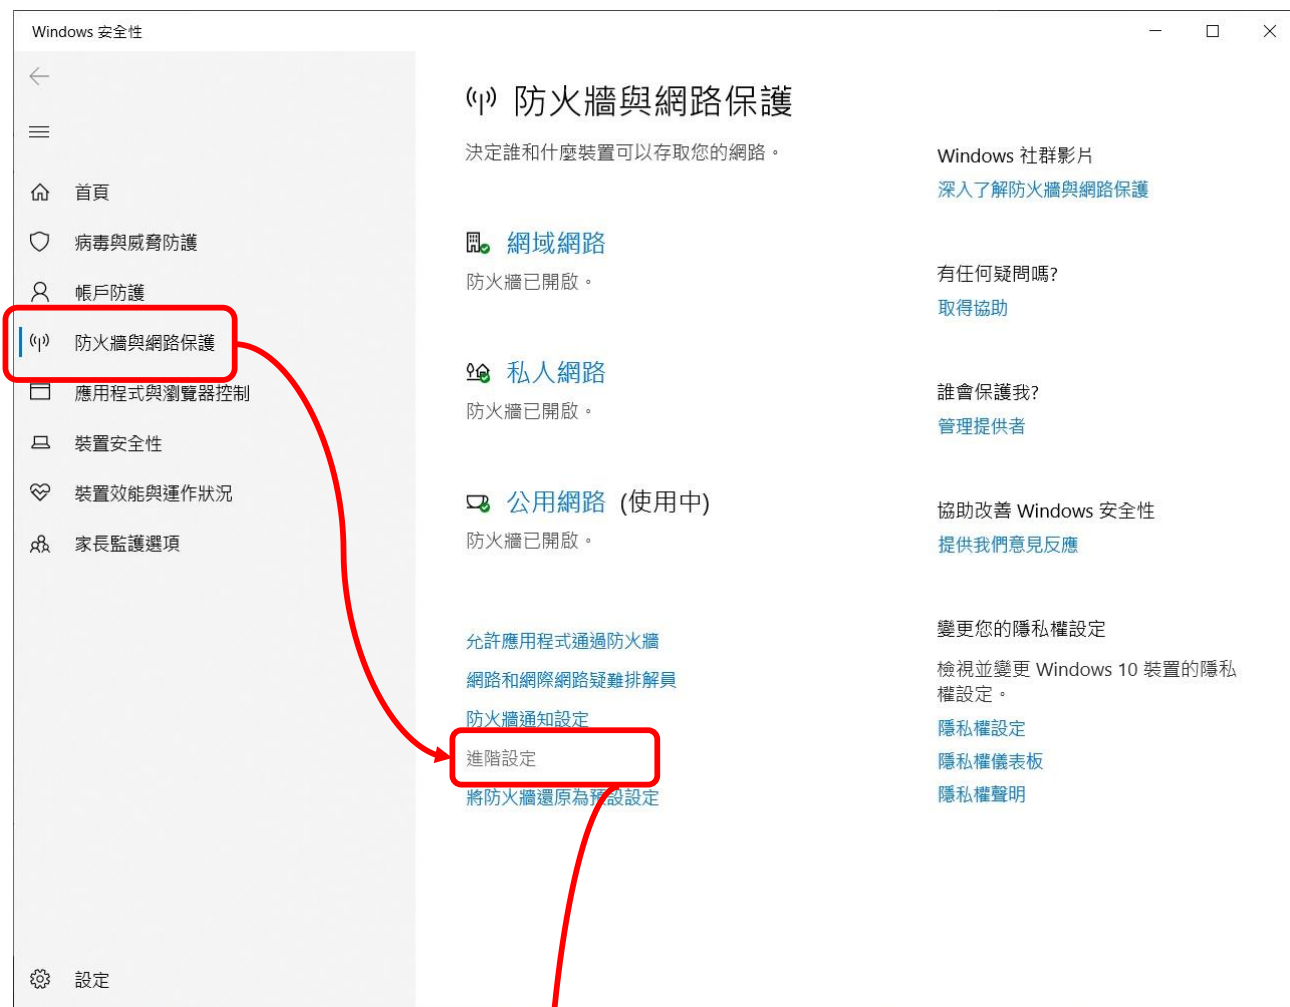 Windows 安全性
首頁
病毒與威脅防護
帳戶防護
防火牆與網路保護
應用程式與瀏覽器控制
裝置安全性
裝置效能與運作狀況
家長監護選項
設定
防火牆與網路保護
決定誰和什麼裝置可以存取您的網路。
網域網路
防火牆已開啟。
私人網路
防火牆已開啟。
公用網路 (使用中)
防火牆已開啟。
允許應用程式通過防火牆
網路和網際網路疑難排解員
防火牆通知設定
進階設定
將防火牆還原為預設設定
Windows 社群影片
深入了解防火牆與網路保護
有任何疑問嗎?
取得協助
誰會保護我?
管理提供者
協助改善 Windows 安全性
提供我們意見反應
變更您的隱私權設定
檢視並變更 Windows 10 裝置的隱私
權設定。
隱私權設定
隱私權儀表板
隱私權聲明